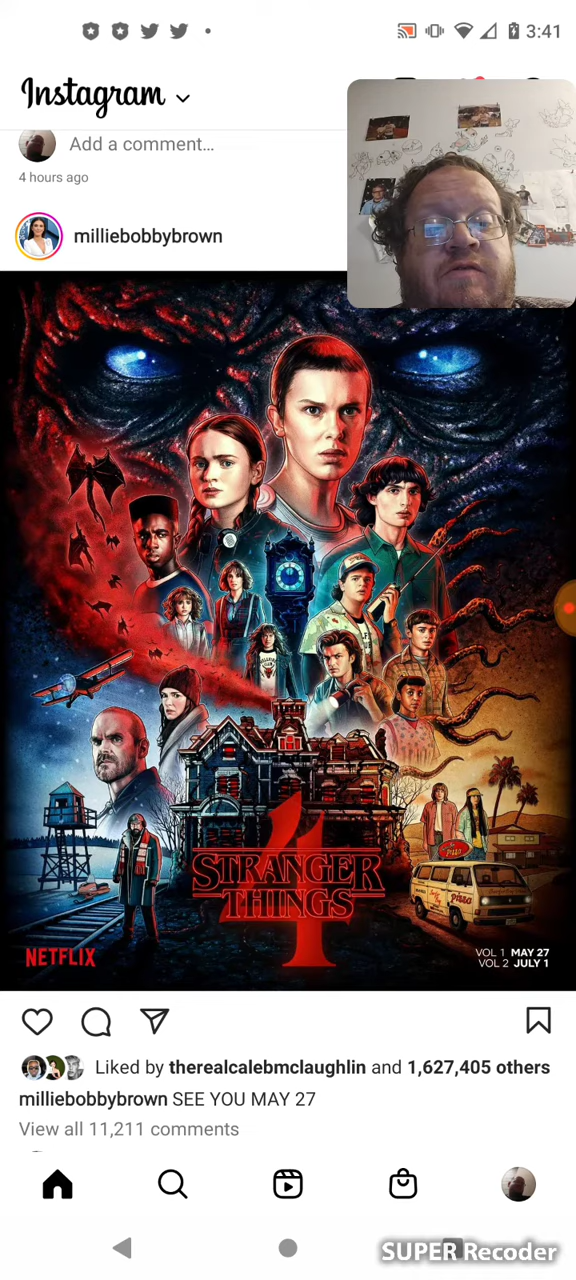 3:41
Instagram
Add a comment...
4 hours ago
milliebobbybrown
STRANGER
THINGS
4
Pizza
NETFLIX
VOL 1 MAY 27
VOL 2 JULY 1
Liked by therealcalebmclaughlin and 1,627,405 others
milliebobbybrown SEE YOU MAY 27
View all 11,211 comments
SUPER Recoder